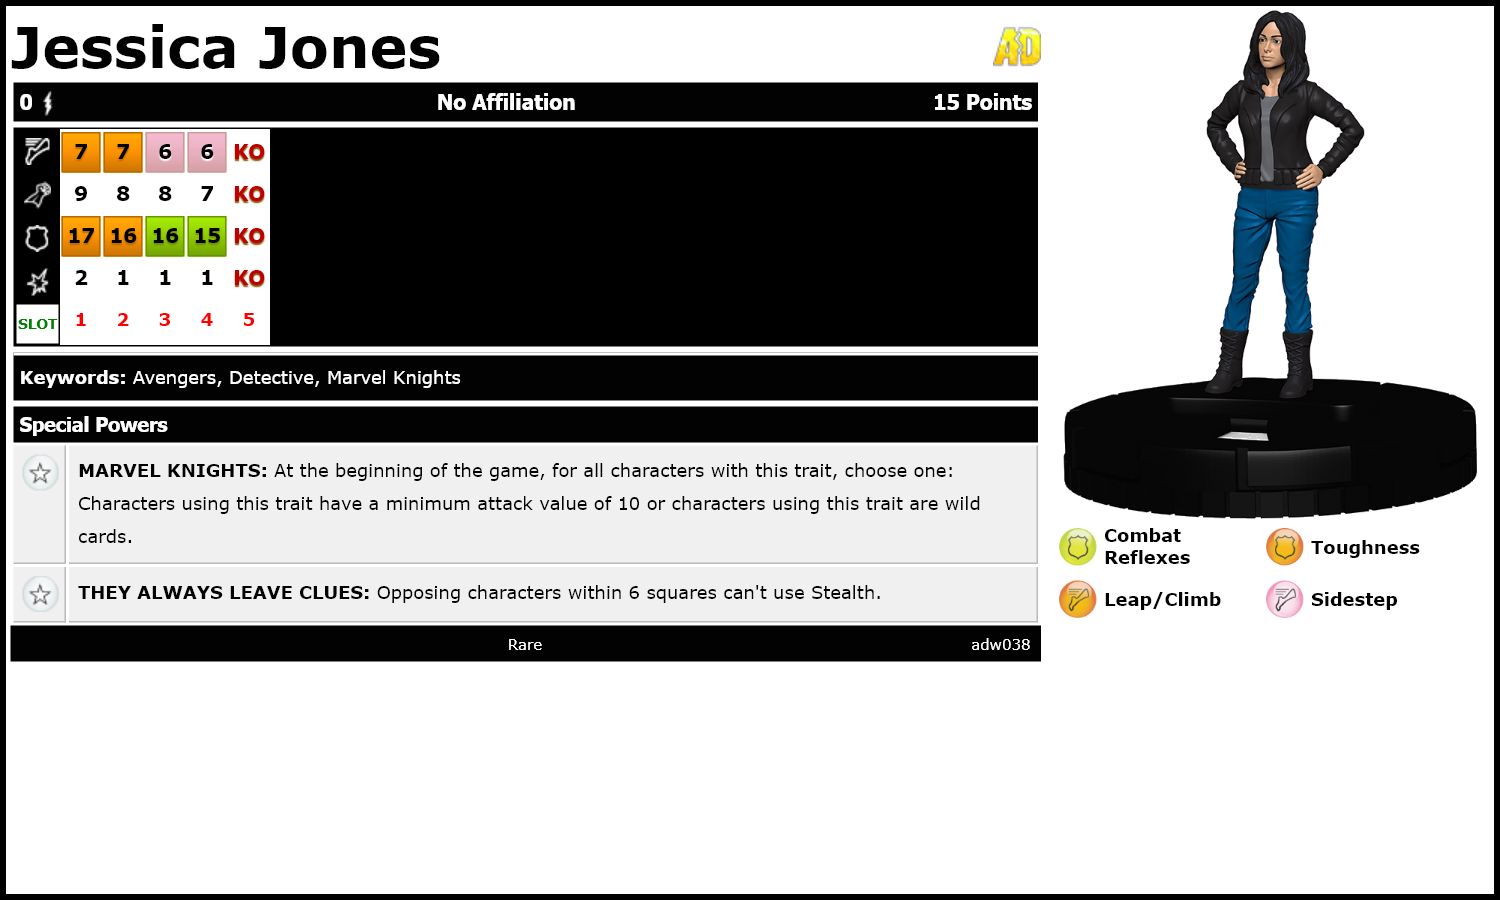 Jessica Jones
AD
0 No Affiliation 15 Points
7 7 6 6 KO
9 8 8 7 KO
17 16 16 15 KO
2 1 1 1 KO
SLOT 1 2 3 4 5
Keywords: Avengers, Detective, Marvel Knights
Special Powers
MARVEL KNIGHTS: At the beginning of the game, for all characters with this trait, choose one:
Characters using this trait have a minimum attack value of 10 or characters using this trait are wild
cards.
THEY ALWAYS LEAVE CLUES: Opposing characters within 6 squares can't use Stealth.
Rare adw038
Combat
Reflexes
Toughness
Leap/Climb
Sidestep